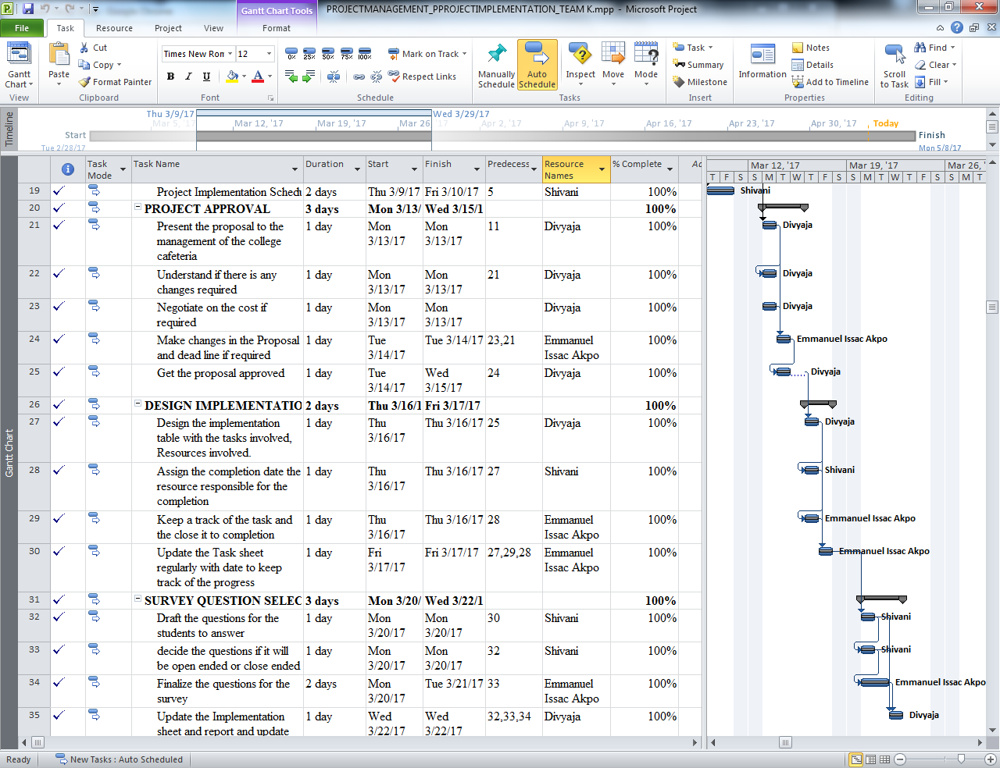 Gantt Chart Tools
PROJECTMANAGEMENT_PPROJECTIMPLEMENTATION_TEAM K.mpp - Microsoft Project
File Task Resource Project View Format
Gantt Chart
View
Paste
Cut
Copy
Format Painter
Clipboard
Times New Ron 12
B I U A
Font
0% 25% 50% 75% 100%
Mark on Track
Respect Links
Schedule
Manually Schedule
Auto Schedule
Inspect
Move
Mode
Tasks
Task
Summary
Milestone
Insert
Information
Notes
Details
Add to Timeline
Properties
Scroll to Task
Find
Clear
Fill
Editing
Timeline
Thu 3/9/17 Wed 3/29/17
Mar 5, '17 Mar 12, '17 Mar 19, '17 Mar 26 '17 Apr 2, '17 Apr 9, '17 Apr 16, '17 Apr 23, '17 Apr 30, '17 Today
Start Finish
Tue 2/28/17 Mon 5/8/17
Gantt Chart
Task Mode Task Name Duration Start Finish Predecess Resource Names % Complete Ac
Mar 12, '17 Mar 19, '17 Mar 26, '17
T F S S M T W T F S S M T W T F S S M T
19 Project Implementation Schedu 2 days Thu 3/9/17 Fri 3/10/17 5 Shivani 100% Shivani
20 PROJECT APPROVAL 3 days Mon 3/13/ Wed 3/15/1 100%
21 Present the proposal to the 1 day Mon Mon 11 Divyaja 100% Divyaja
management of the college 3/13/17 3/13/17
cafeteria
22 Understand if there is any 1 day Mon Mon 21 Divyaja 100% Divyaja
changes required 3/13/17 3/13/17
23 Negotiate on the cost if 1 day Mon Mon Divyaja 100% Divyaja
required 3/13/17 3/13/17
24 Make changes in the Proposal 1 day Tue Tue 3/14/17 23,21 Emmanuel 100% Emmanuel Issac Akpo
and dead line if required 3/14/17 Issac Akpo
25 Get the proposal approved 1 day Tue Wed 24 Divyaja 100% Divyaja
3/14/17 3/15/17
26 DESIGN IMPLEMENTATIO 2 days Thu 3/16/1 Fri 3/17/17 100%
27 Design the implementation 1 day Thu Thu 3/16/17 25 Divyaja 100% Divyaja
table with the tasks involved, 3/16/17
Resources involved.
28 Assign the completion date the 1 day Thu Thu 3/16/17 27 Shivani 100% Shivani
resource responsible for the 3/16/17
completion
29 Keep a track of the task and 1 day Thu Thu 3/16/17 28 Emmanuel 100% Emmanuel Issac Akpo
the close it to completion 3/16/17 Issac Akpo
30 Update the Task sheet 1 day Fri Fri 3/17/17 27,29,28 Emmanuel 100% Emmanuel Issac Akpo
regularly with date to keep 3/17/17 Issac Akpo
track of the progress
31 SURVEY QUESTION SELEC 3 days Mon 3/20/ Wed 3/22/1 100%
32 Draft the questions for the 1 day Mon Mon 30 Shivani 100% Shivani
students to answer 3/20/17 3/20/17
33 decide the questions if it will 1 day Mon Mon 32 Shivani 100% Shivani
be open ended or close ended 3/20/17 3/20/17
34 Finalize the questions for the 2 days Mon Tue 3/21/17 33 Emmanuel 100% Emmanuel Issac Akpo
survey 3/20/17 Issac Akpo
35 Update the Implementation 1 day Wed Wed 32,33,34 Divyaja 100% Divyaja
sheet and report and update 3/22/17 3/22/17
Ready New Tasks : Auto Scheduled